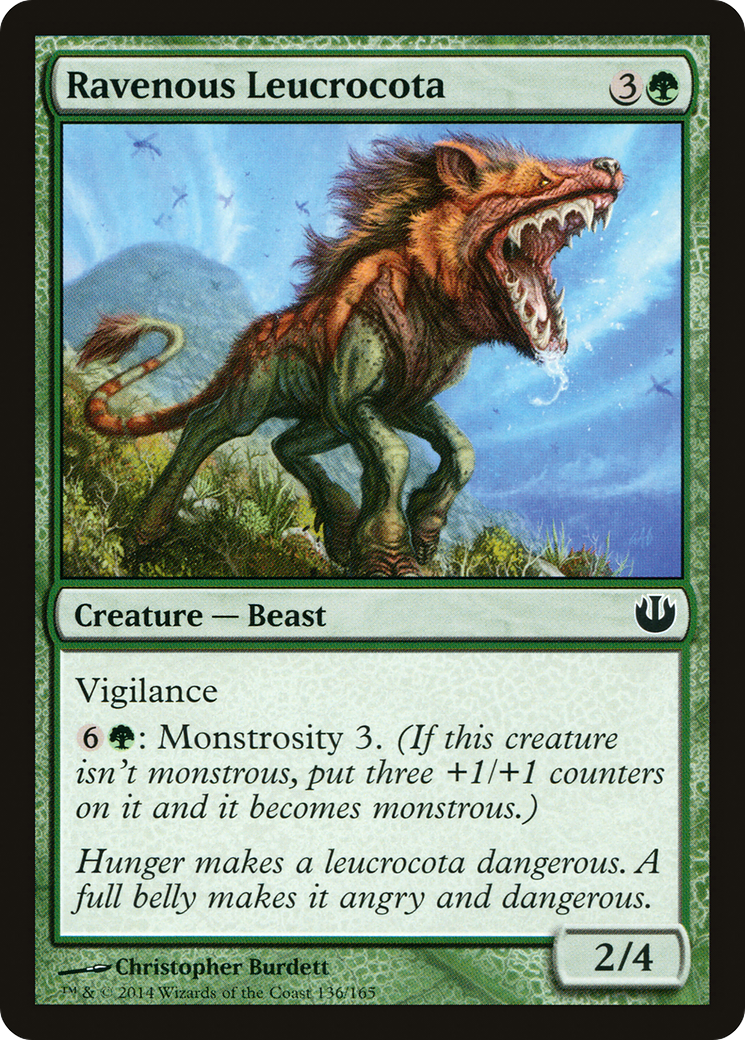 Ravenous Leucrocota 3
Creature — Beast
Vigilance
6: Monstrosity 3. (If this creature
isn't monstrous, put three +1/+1 counters
on it and it becomes monstrous.)
Hunger makes a leucrocota dangerous. A
full belly makes it angry and dangerous.
2/4
Christopher Burdett
™ & © 2014 Wizards of the Coast 136/165